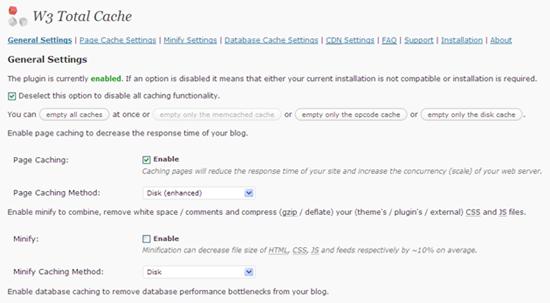 W3 Total Cache
General Settings | Page Cache Settings | Minify Settings | Database Cache Settings | CDN Settings | FAQ | Support | Installation | About
General Settings
The plugin is currently enabled. If an option is disabled it means that either your current installation is not compatible or installation is required.
Deselect this option to disable all caching functionality.
You can empty all caches at once or empty only the memcached cache or empty only the opcode cache or empty only the disk cache .
Enable page caching to decrease the response time of your blog.
Page Caching: Enable
Caching pages will reduce the response time of your site and increase the concurrency (scale) of your web server.
Page Caching Method: Disk (enhanced)
Enable minify to combine, remove white space / comments and compress (gzip / deflate) your (theme's / plugin's / external) CSS and JS files.
Minify: Enable
Minification can decrease file size of HTML, CSS, JS and feeds respectively by ~10% on average.
Minify Caching Method: Disk
Enable database caching to remove database performance bottlenecks from your blog.